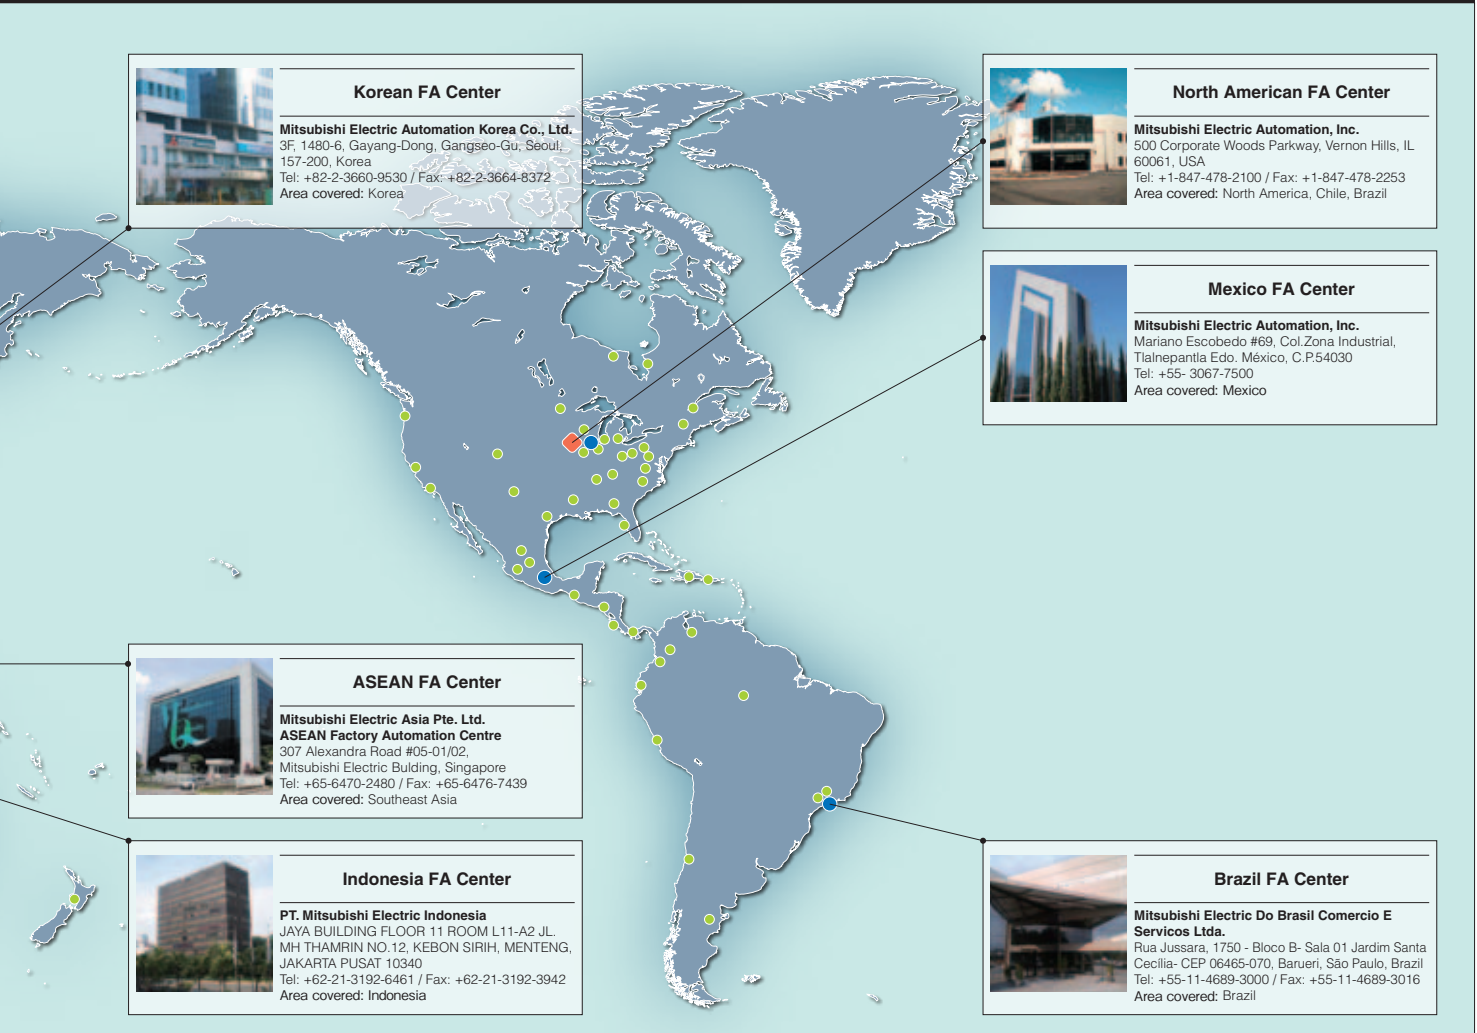 Korean FA Center
Mitsubishi Electric Automation Korea Co., Ltd.
3F, 1480-6, Gayang-Dong, Gangseo-Gu, Seoul,
157-200, Korea
Tel: +82-2-3660-9530 / Fax: +82-2-3664-8372
Area covered: Korea
North American FA Center
Mitsubishi Electric Automation, Inc.
500 Corporate Woods Parkway, Vernon Hills, IL
60061, USA
Tel: +1-847-478-2100 / Fax: +1-847-478-2253
Area covered: North America, Chile, Brazil
Mexico FA Center
Mitsubishi Electric Automation, Inc.
Mariano Escobedo #69, Col.Zona Industrial,
Tlalnepantla Edo. México, C.P.54030
Tel: +55- 3067-7500
Area covered: Mexico
ASEAN FA Center
Mitsubishi Electric Asia Pte. Ltd.
ASEAN Factory Automation Centre
307 Alexandra Road #05-01/02,
Mitsubishi Electric Bulding, Singapore
Tel: +65-6470-2480 / Fax: +65-6476-7439
Area covered: Southeast Asia
Indonesia FA Center
PT. Mitsubishi Electric Indonesia
JAYA BUILDING FLOOR 11 ROOM L11-A2 JL.
MH THAMRIN NO.12, KEBON SIRIH, MENTENG,
JAKARTA PUSAT 10340
Tel: +62-21-3192-6461 / Fax: +62-21-3192-3942
Area covered: Indonesia
Brazil FA Center
Mitsubishi Electric Do Brasil Comercio E
Servicos Ltda.
Rua Jussara, 1750 - Bloco B- Sala 01 Jardim Santa
Cecília- CEP 06465-070, Barueri, São Paulo, Brazil
Tel: +55-11-4689-3000 / Fax: +55-11-4689-3016
Area covered: Brazil